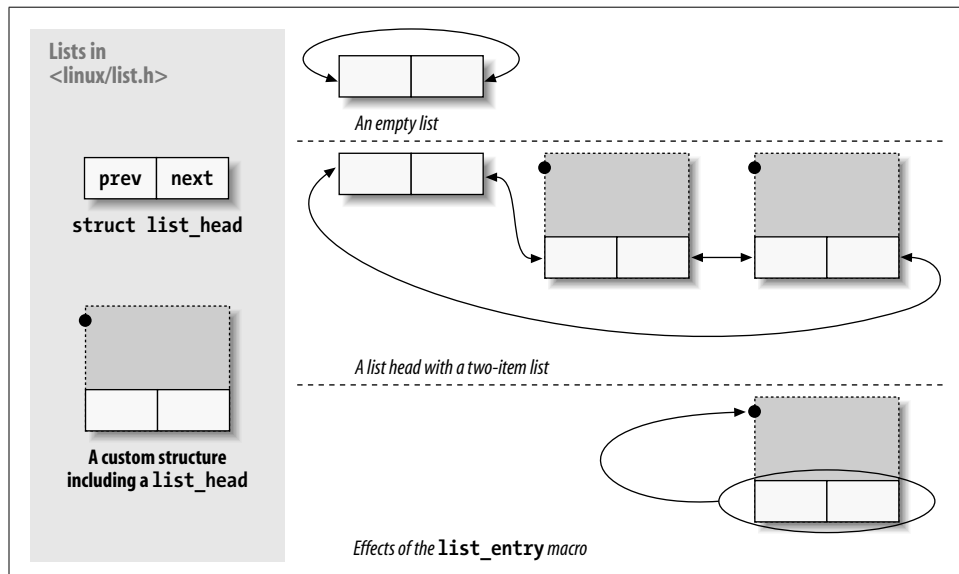 Lists in
<linux/list.h>
prev next
struct list_head
A custom structure
including a list_head
An empty list
A list head with a two-item list
Effects of the list_entry macro